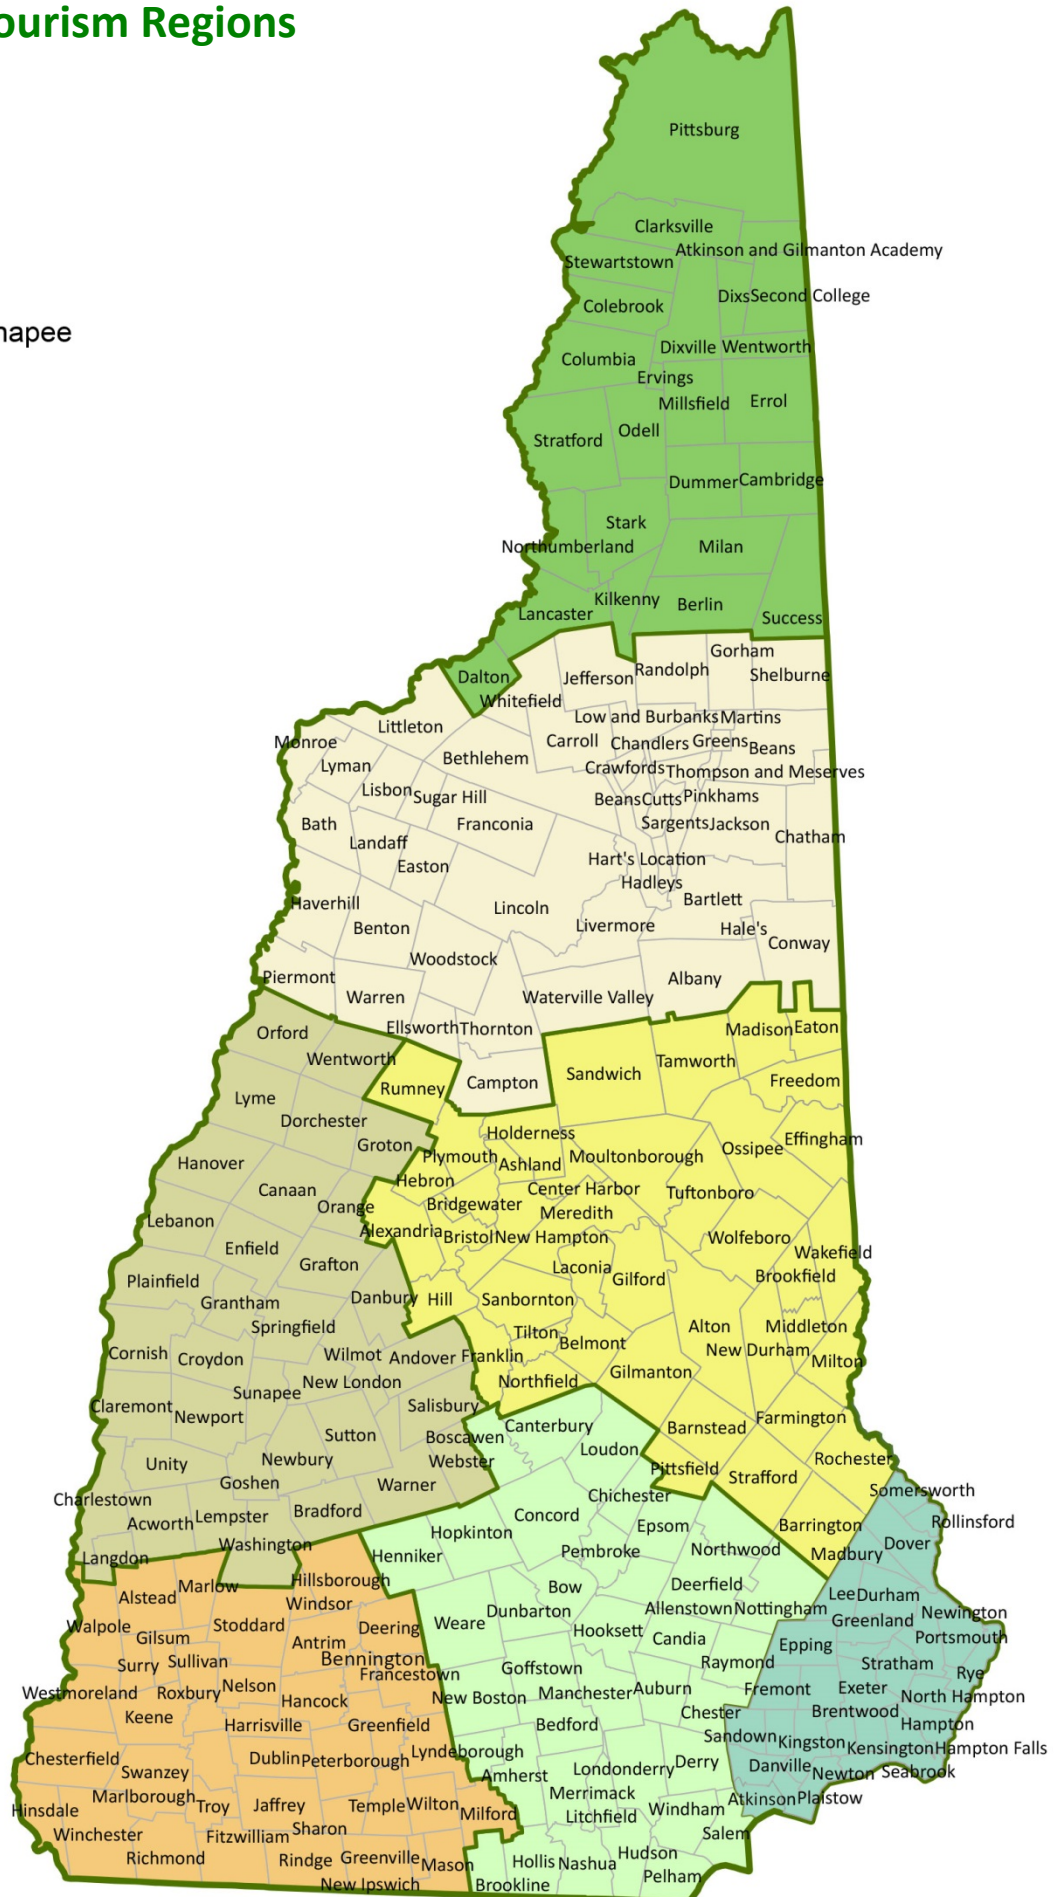 ourism Regions
Pittsburg
Clarksville
Atkinson and Gilmanton Academy
Stewartstown
DixsSecond College
Colebrook
Dixville Wentworth
Columbia
Ervings
Millsfield Errol
Odell
Stratford
DummerCambridge
Stark
Northumberland Milan
Kilkenny Berlin
Lancaster Success
napee
Gorham
Dalton Jefferson Randolph Shelburne
Whitefield
Low and Burbanks Martins
Littleton
Monroe Carroll Chandlers Greens Beans
Bethlehem
Lyman Crawfords Thompson and Meserves
Lisbon Sugar Hill Beans Cutts Pinkhams
Bath Franconia Sargents Jackson
Landaff Chatham
Easton Hart's Location
Hadleys
Haverhill Lincoln Bartlett
Benton Livermore Hale's
Conway
Woodstock
Piermont Albany
Warren Waterville Valley
Ellsworth Thornton Madison Eaton
Orford
Wentworth Tamworth
Rumney Campton Sandwich Freedom
Lyme
Dorchester
Groton Holderness Effingham
Plymouth Ashland Moultonborough Ossipee
Hanover
Hebron
Canaan Center Harbor Tuftonboro
Orange Bridgewater Meredith
Lebanon Alexandria Bristol New Hampton Wolfeboro
Enfield Wakefield
Grafton Laconia Gilford Brookfield
Plainfield
Grantham Danbury Hill Sanbornton
Springfield Tilton Belmont Alton Middleton
Cornish Croydon Wilmot Andover Franklin New Durham Milton
Sunapee New London Northfield Gilmanton
Claremont Newport Salisbury
Sutton Boscawen Canterbury Barnstead Farmington
Webster Loudon
Unity Newbury Pittsfield Strafford Rochester
Goshen Warner
Charlestown Chichester Somersworth
Acworth Lempster Bradford Concord Rollinsford
Hopkinton Epsom Barrington
Washington Pembroke Northwood Dover
Langdon Henniker Madbury
Hillsborough
Alstead Marlow Bow Deerfield Lee Durham
Windsor Dunbarton Allenstown Nottingham Greenland Newington
Walpole Stoddard Deering Weare Hooksett
Gilsum Antrim Candia Epping Portsmouth
Surry Sullivan Bennington Goffstown Raymond Stratham Rye
Francestown
Westmoreland Roxbury Nelson New Boston Manchester Auburn Fremont Exeter North Hampton
Keene Hancock Chester Brentwood
Harrisville Greenfield Bedford Hampton
Sandown Kingston Kensington Hampton Falls
Chesterfield Dublin Peterborough Lyndeborough Derry
Swanzey Amherst Londonderry Danville Newton Seabrook
Marlborough Merrimack Atkinson Plaistow
Hinsdale Troy Jaffrey Temple Wilton Milford Litchfield Windham
Winchester Fitzwilliam Sharon Salem
Richmond Rindge Greenville Mason Hollis Nashua Hudson
New Ipswich Brookline Pelham